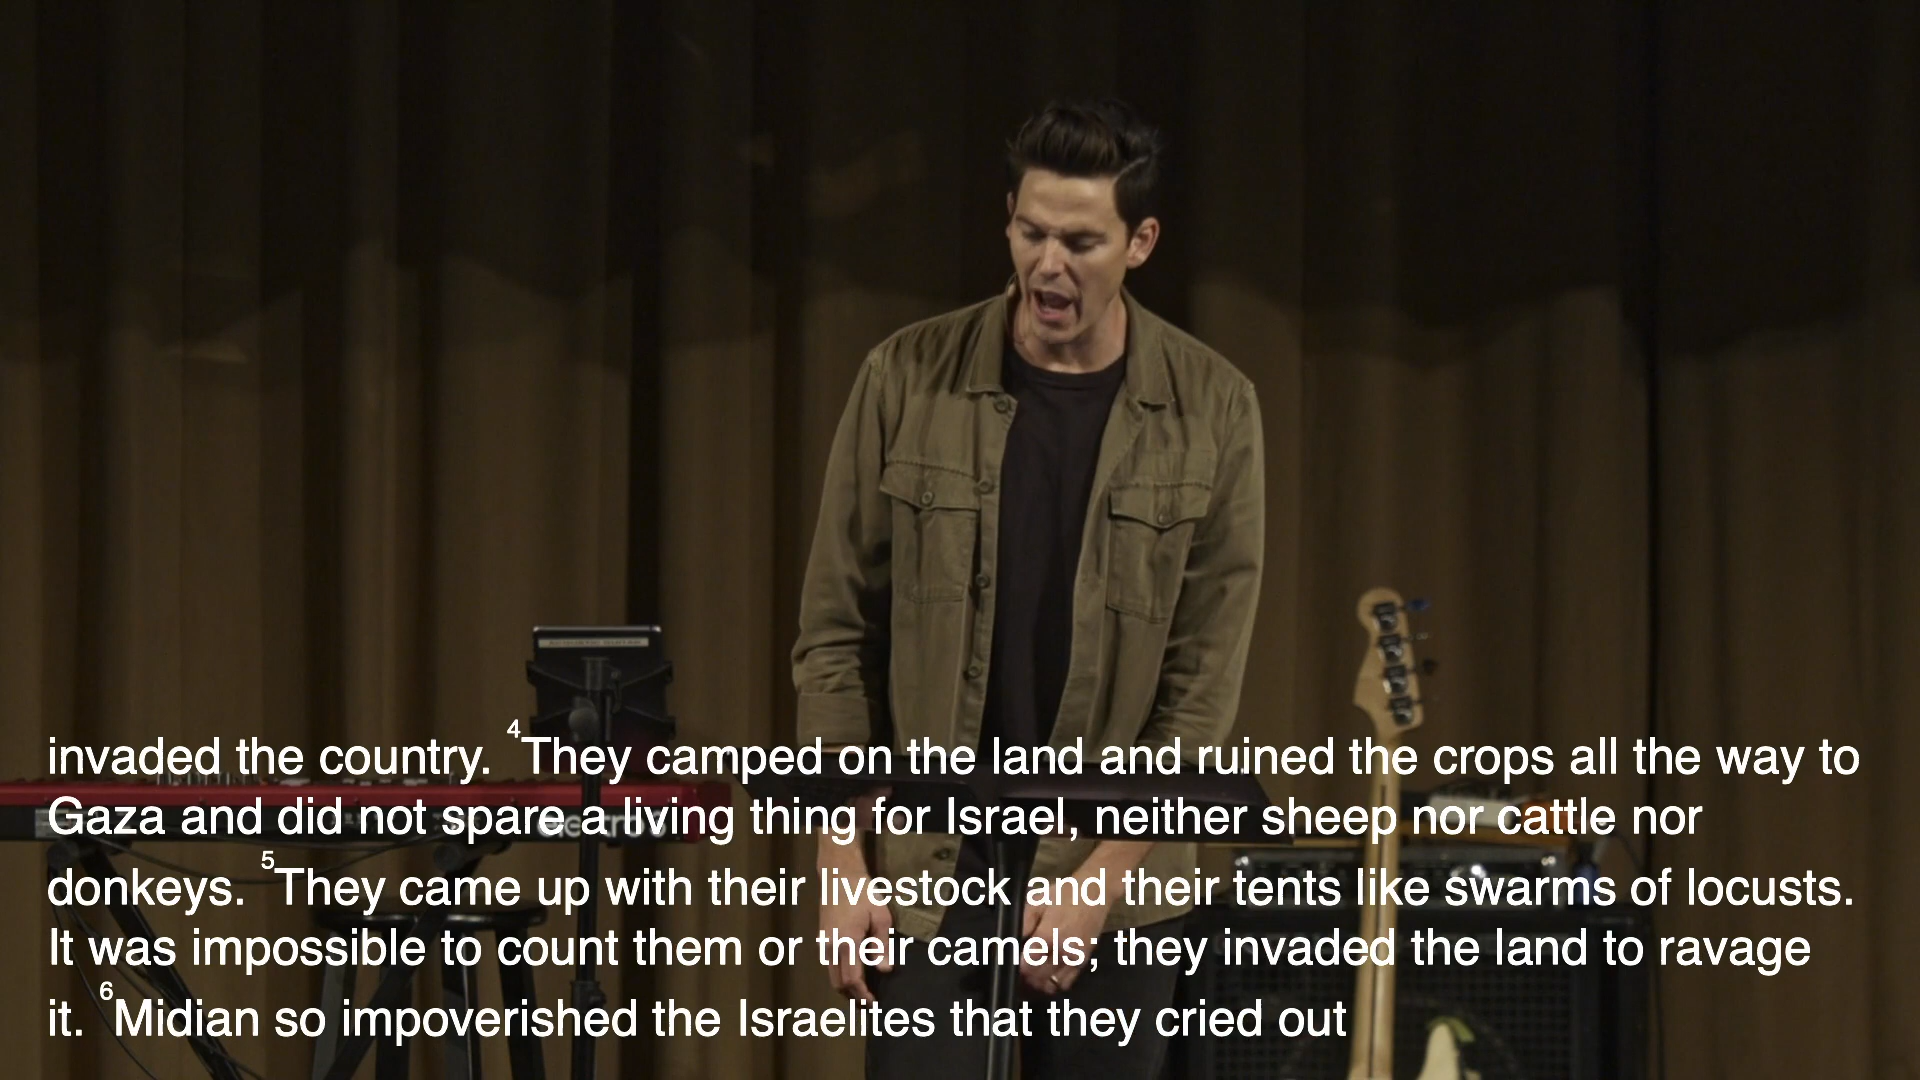 ACOUSTIC GUITAR
invaded the country. ⁴They camped on the land and ruined the crops all the way to
Gaza and did not spare a living thing for Israel, neither sheep nor cattle nor
donkeys. ⁵They came up with their livestock and their tents like swarms of locusts.
It was impossible to count them or their camels; they invaded the land to ravage
it. ⁶Midian so impoverished the Israelites that they cried out